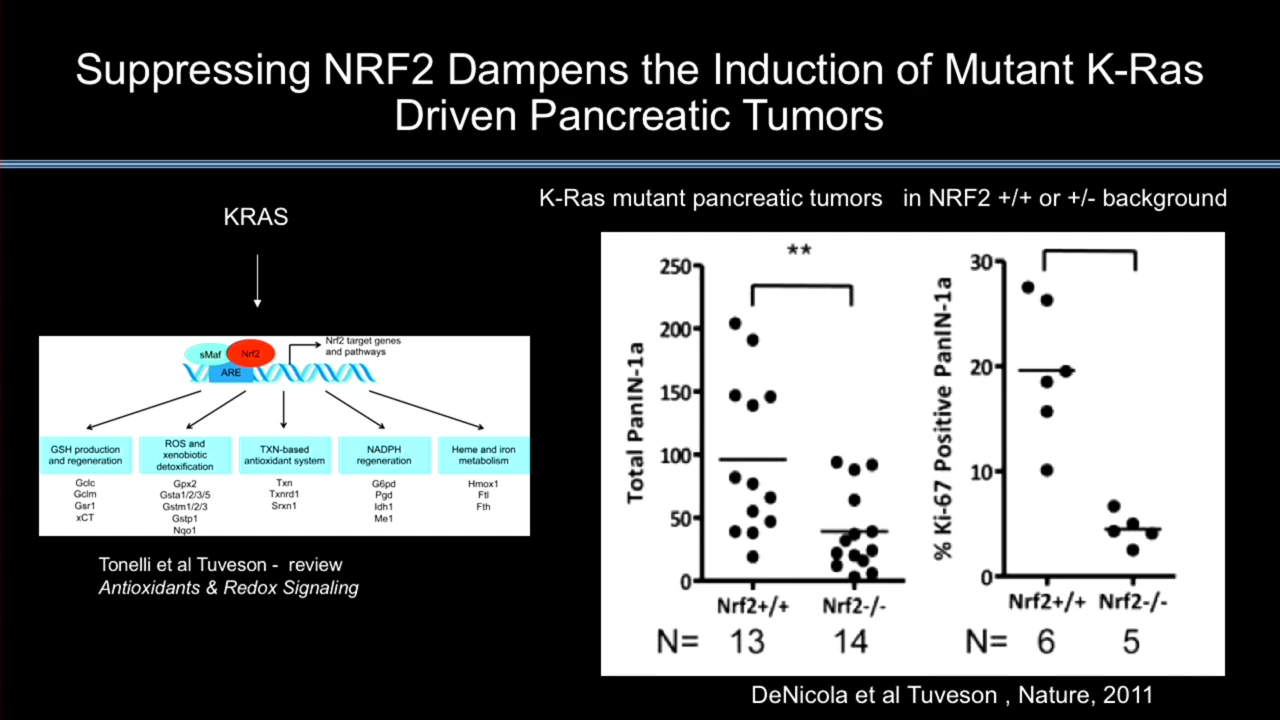 Suppressing NRF2 Dampens the Induction of Mutant K-Ras
Driven Pancreatic Tumors
KRAS
sMaf
Nrf2
ARE
Nrf2 target genes
and pathways
GSH production
and regeneration
Gclc
Gclm
Gsr1
xCT
ROS and
xenobiotic
detoxification
Gpx2
Gsta1/2/3/5
Gstm1/2/3
Gstp1
Nqo1
TXN-based
antioxidant system
Txn
Txnrd1
Srxn1
NADPH
regeneration
G6pd
Pgd
Idh1
Me1
Heme and iron
metabolism
Hmox1
Ftl
Fth
Tonelli et al Tuveson - review
Antioxidants & Redox Signaling
K-Ras mutant pancreatic tumors in NRF2 +/+ or +/- background
Total PanIN-1a
250
200
150
100
50
0
**
Nrf2+/+ Nrf2-/-
N= 13 14
% Ki-67 Positive PanIN-1a
30
20
10
0
Nrf2+/+ Nrf2-/-
N= 6 5
DeNicola et al Tuveson , Nature, 2011